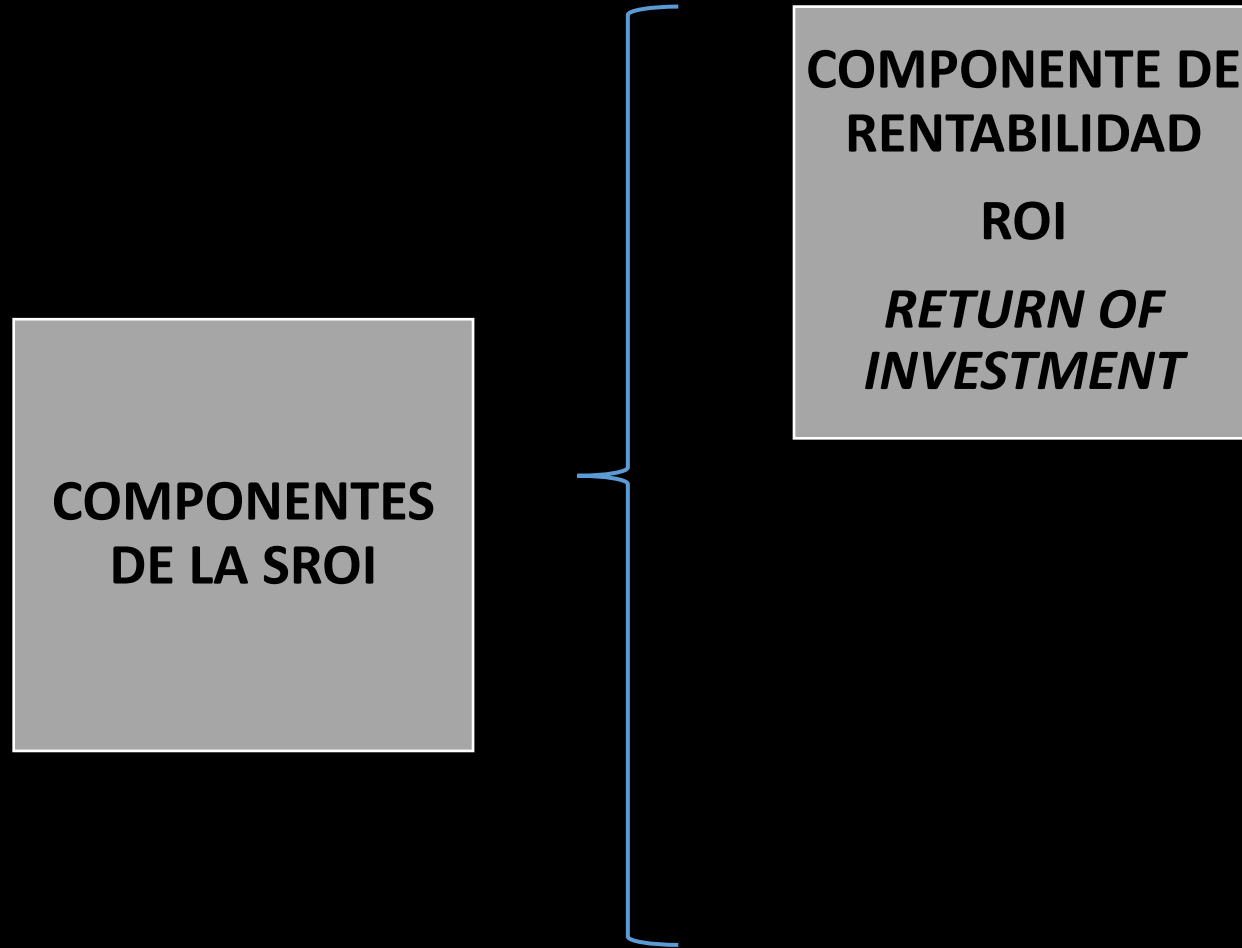 COMPONENTES
DE LA SROI
COMPONENTE DE
RENTABILIDAD
ROI
RETURN OF
INVESTMENT